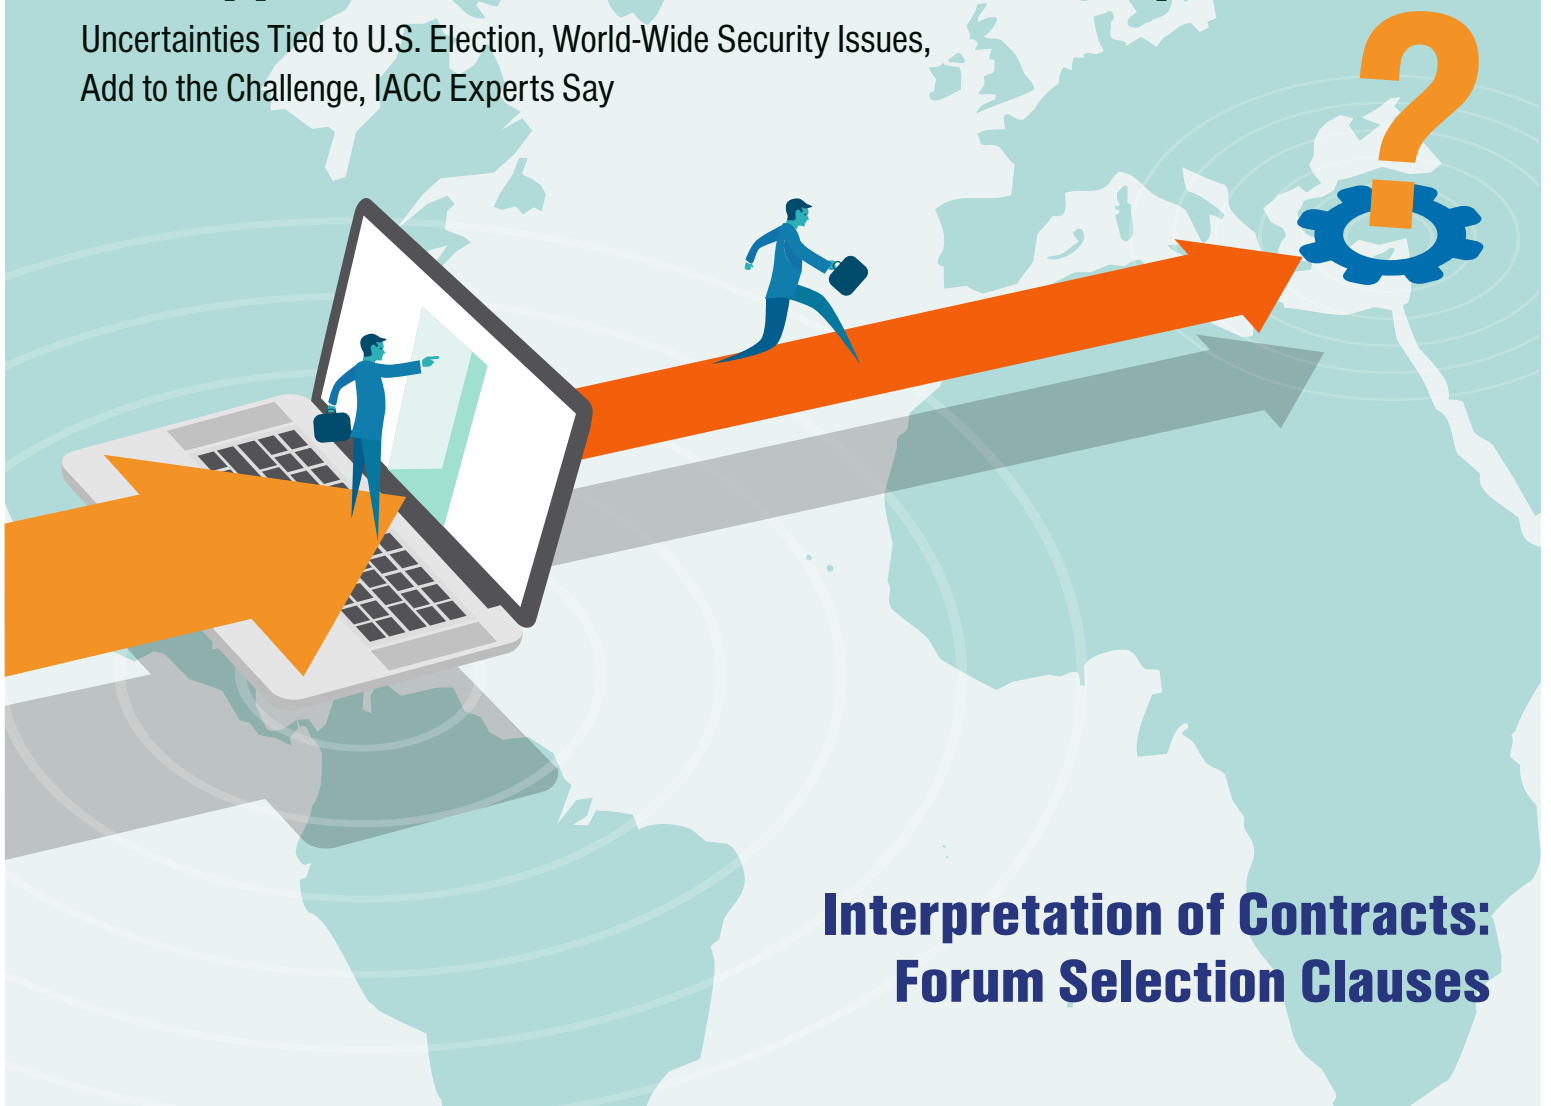 Uncertainties Tied to U.S. Election, World-Wide Security Issues,
Add to the Challenge, IACC Experts Say
?
Interpretation of Contracts:
Forum Selection Clauses